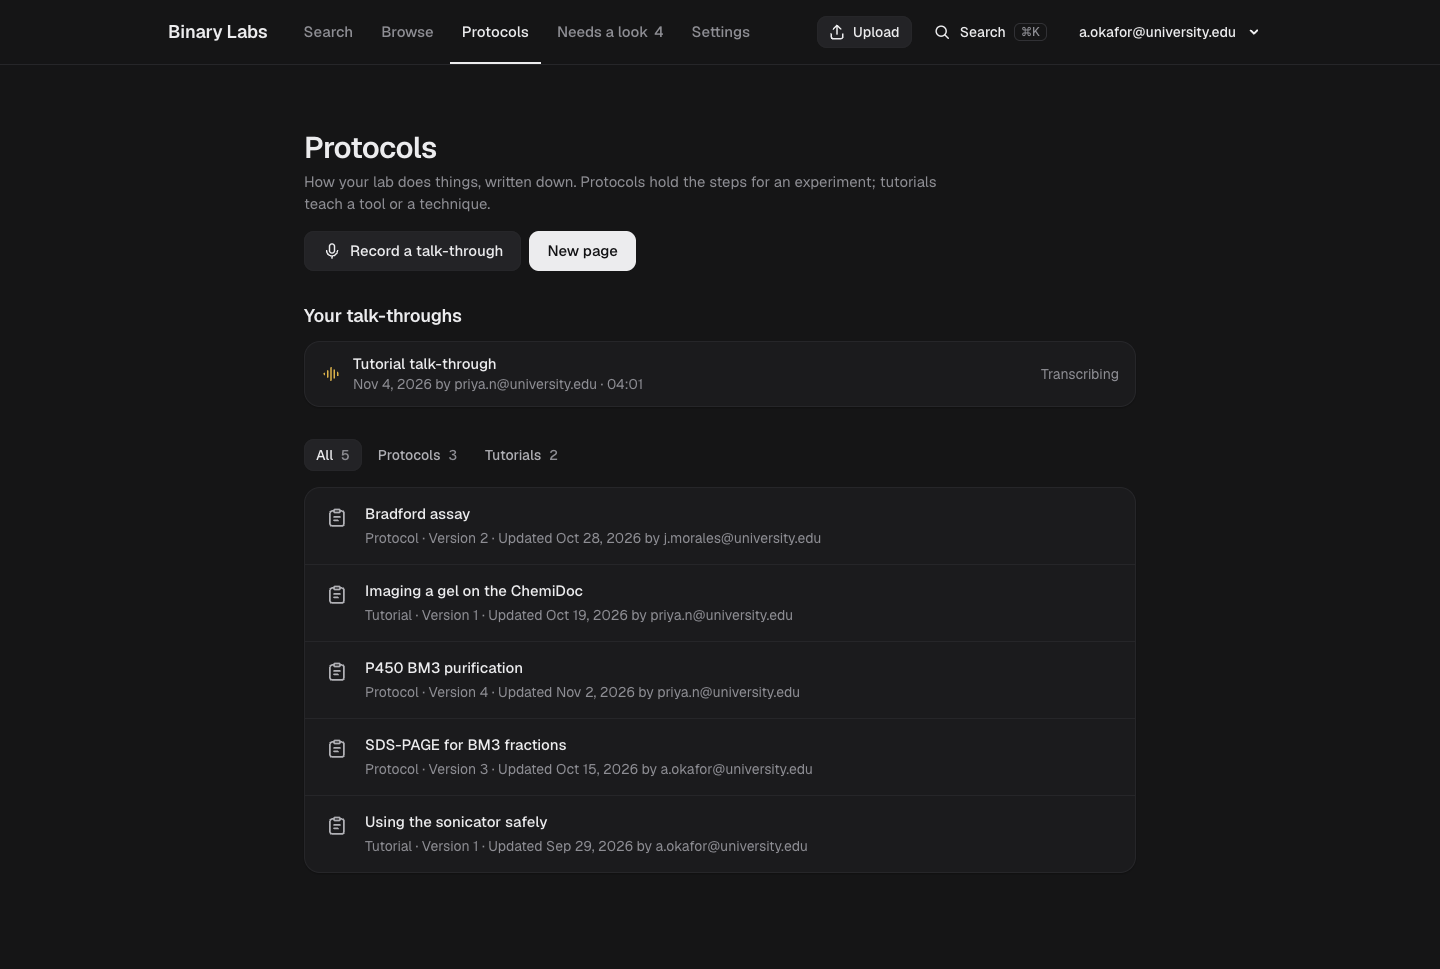 Binary Labs
Search
Browse
Protocols
Needs a look 4
Settings
Upload
Search ⌘K
a.okafor@university.edu
Protocols
How your lab does things, written down. Protocols hold the steps for an experiment; tutorials
teach a tool or a technique.
Record a talk-through
New page
Your talk-throughs
Tutorial talk-through
Nov 4, 2026 by priya.n@university.edu · 04:01
Transcribing
All 5
Protocols 3
Tutorials 2
Bradford assay
Protocol · Version 2 · Updated Oct 28, 2026 by j.morales@university.edu
Imaging a gel on the ChemiDoc
Tutorial · Version 1 · Updated Oct 19, 2026 by priya.n@university.edu
P450 BM3 purification
Protocol · Version 4 · Updated Nov 2, 2026 by priya.n@university.edu
SDS-PAGE for BM3 fractions
Protocol · Version 3 · Updated Oct 15, 2026 by a.okafor@university.edu
Using the sonicator safely
Tutorial · Version 1 · Updated Sep 29, 2026 by a.okafor@university.edu